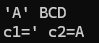 'A' BCD
c1=' c2=A